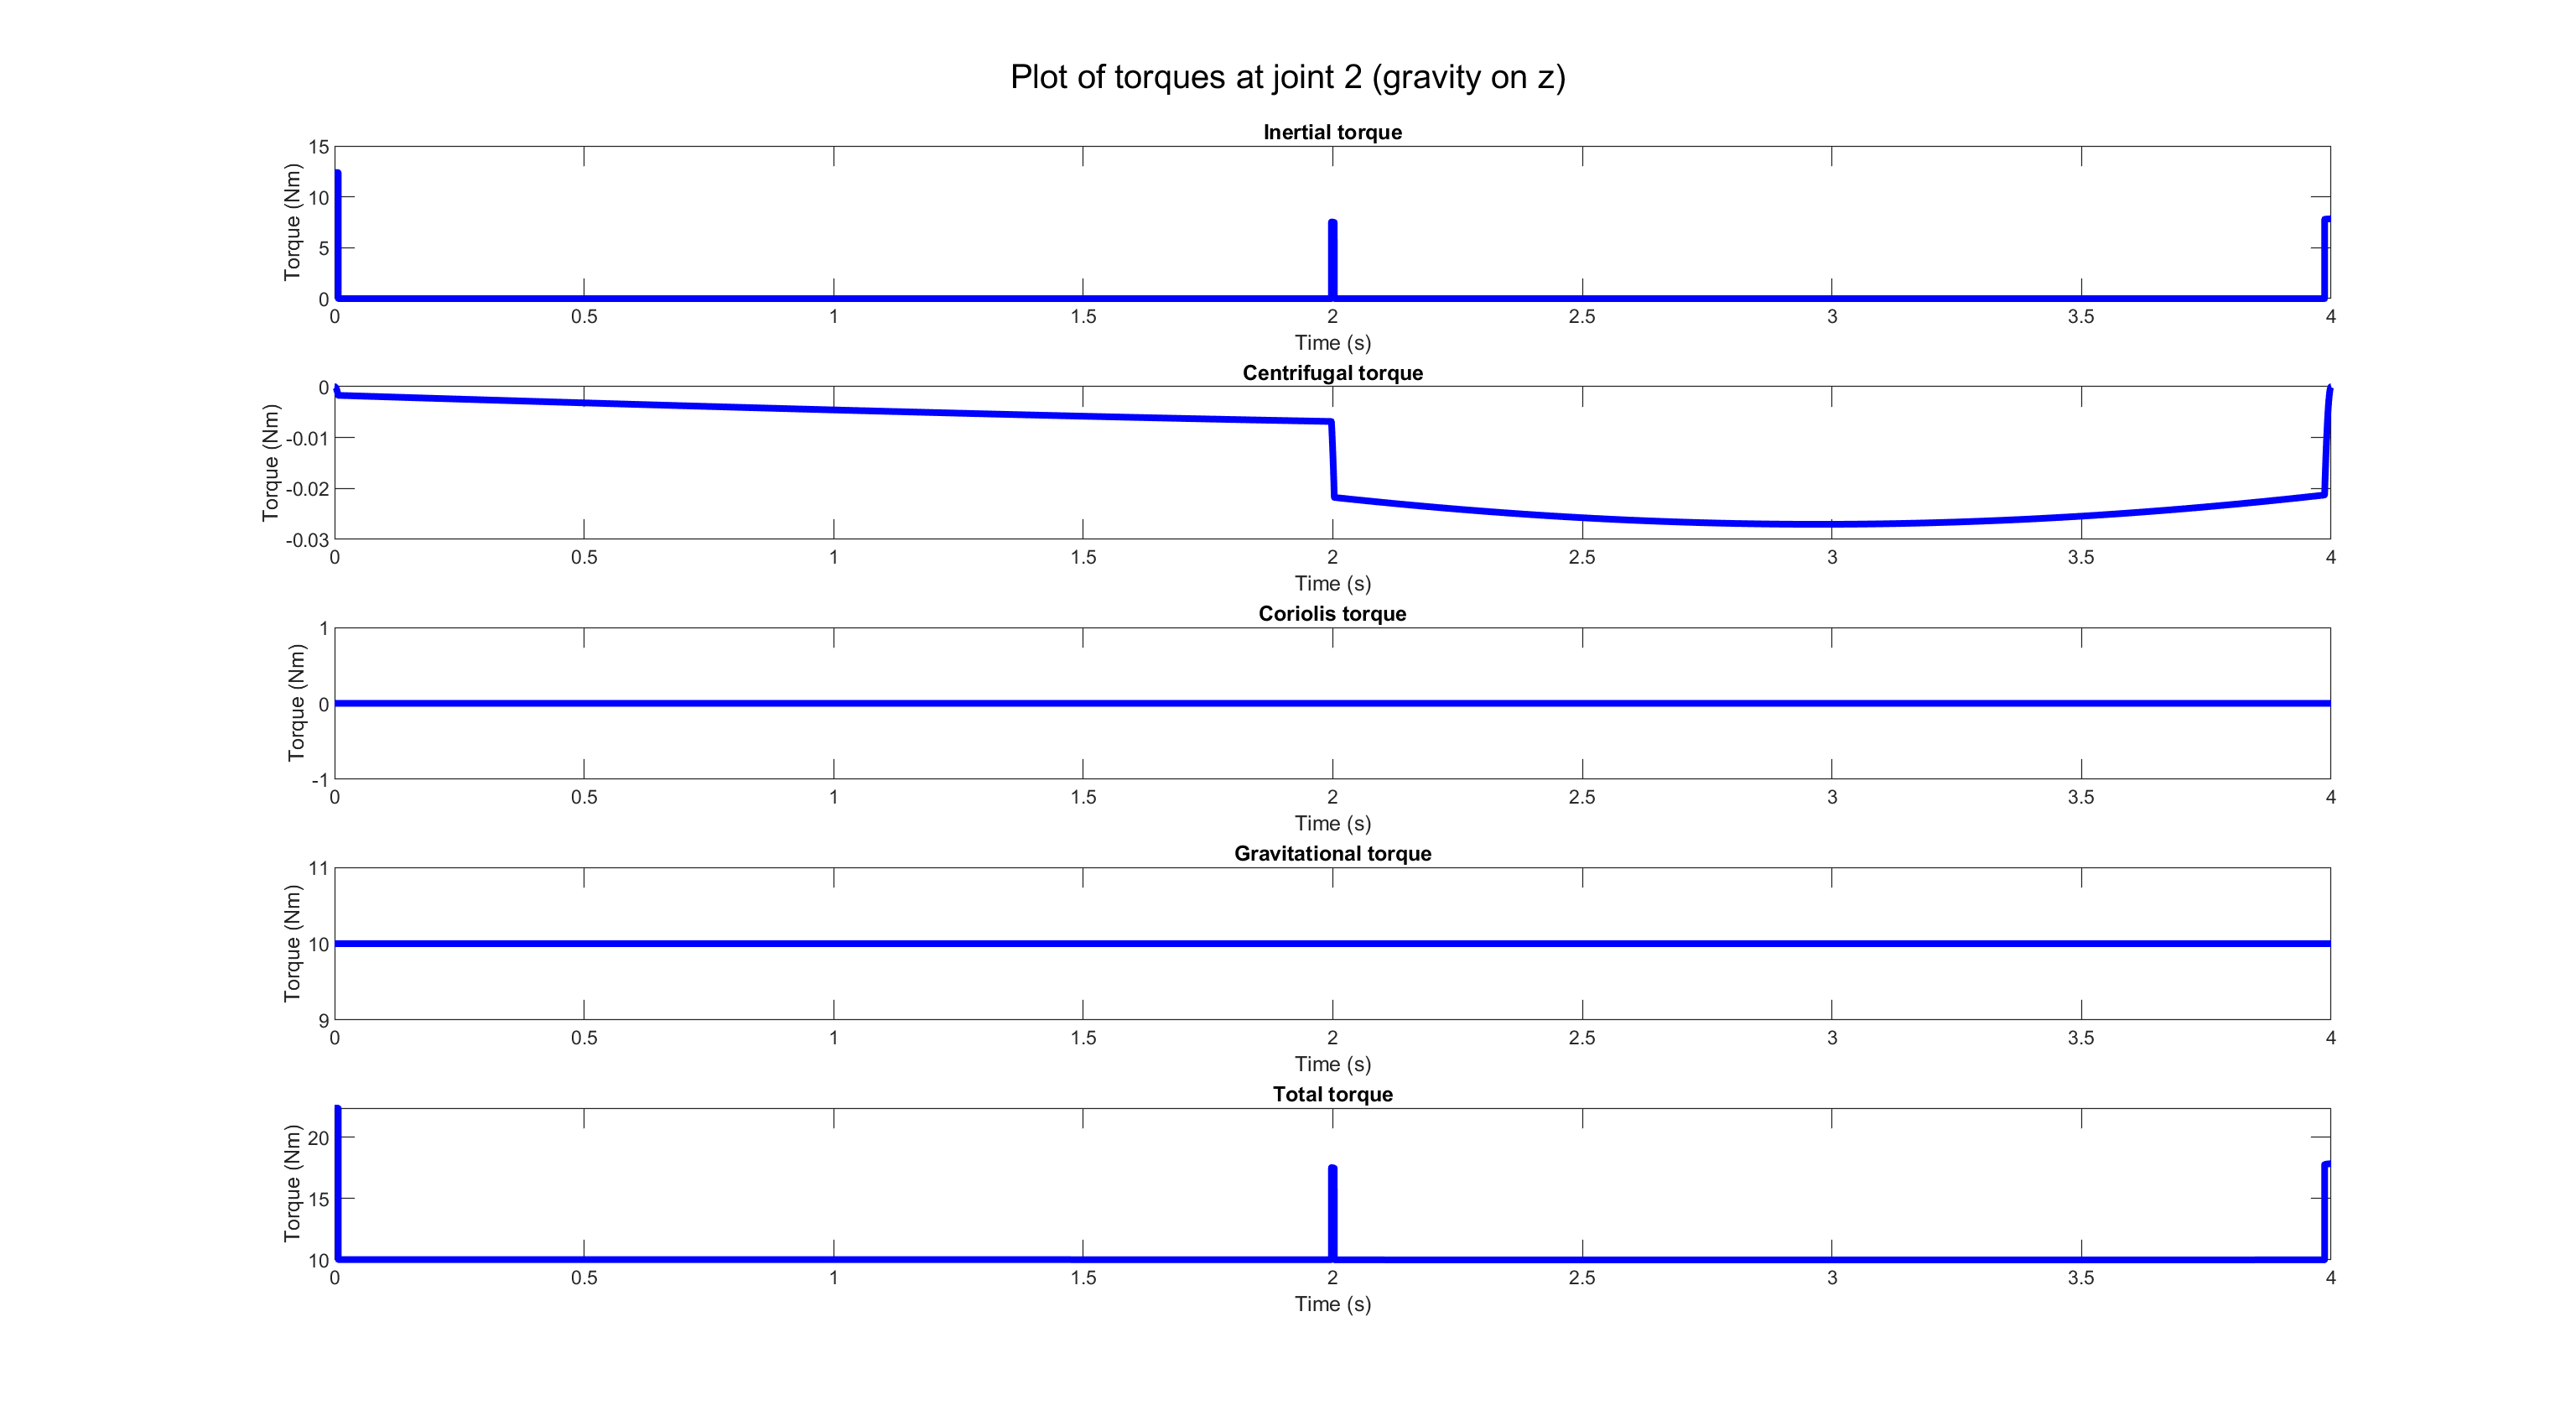 Plot of torques at joint 2 (gravity on z)
Inertial torque
Torque (Nm)
15
10
5
0
0 0.5 1 1.5 2 2.5 3 3.5 4
Time (s)
Centrifugal torque
Torque (Nm)
0
-0.01
-0.02
-0.03
0 0.5 1 1.5 2 2.5 3 3.5 4
Time (s)
Coriolis torque
Torque (Nm)
1
0
-1
0 0.5 1 1.5 2 2.5 3 3.5 4
Time (s)
Gravitational torque
Torque (Nm)
11
10
9
0 0.5 1 1.5 2 2.5 3 3.5 4
Time (s)
Total torque
Torque (Nm)
20
15
10
0 0.5 1 1.5 2 2.5 3 3.5 4
Time (s)